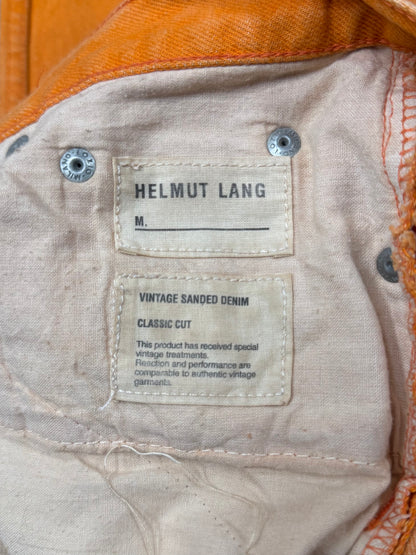 HELMUT LANG
M.
VINTAGE SANDED DENIM
CLASSIC CUT
This product has received special
vintage treatments.
Reaction and performance are
comparable to authentic vintage
garments.